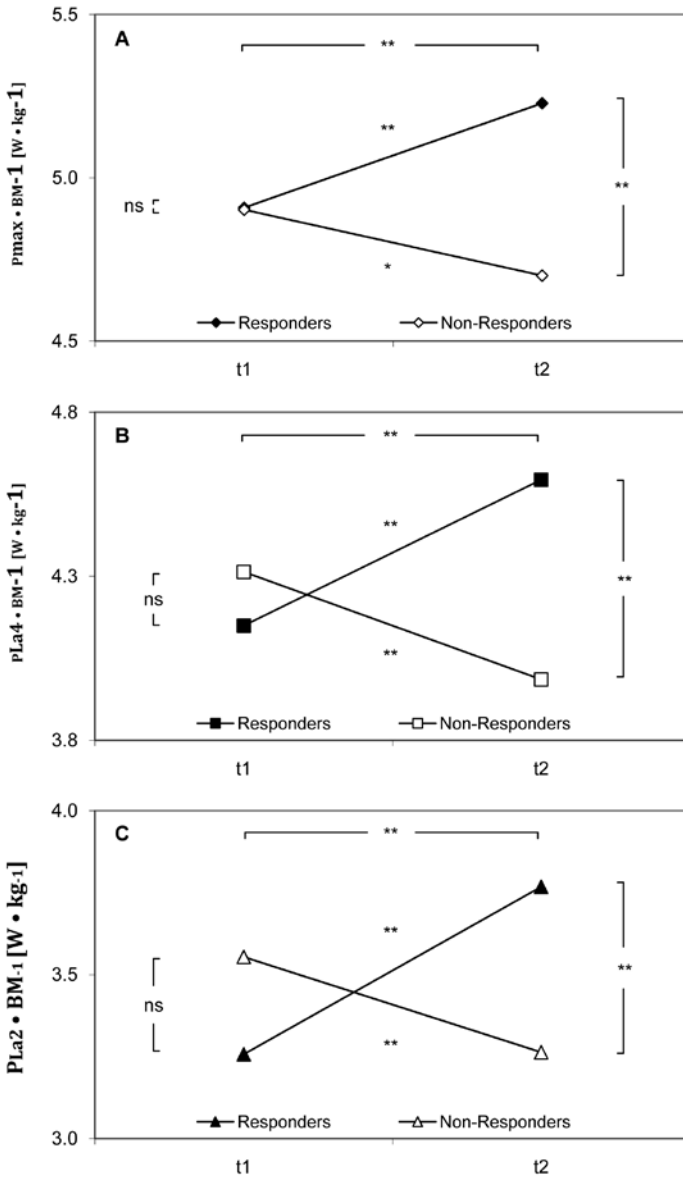 5.5
A
**
**
Pmax • BM-1 [W • kg-1]
5.0
ns
**
*
Responders
Non-Responders
4.5
t1
t2
4.8
B
**
**
PLa4 • BM-1 [W • kg-1]
4.3
ns
**
**
Responders
Non-Responders
3.8
t1
t2
4.0
C
**
**
PLa2 • BM-1 [W • kg-1]
3.5
ns
**
**
Responders
Non-Responders
3.0
t1
t2